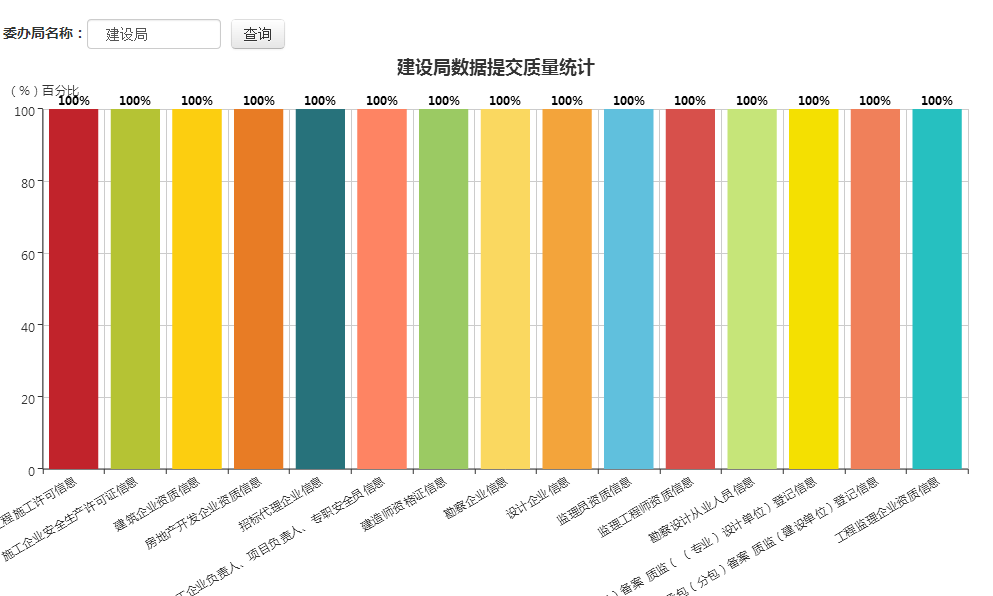 委办局名称：
建设局
查询
建设局数据提交质量统计
（％）百分比
100% 100% 100% 100% 100% 100% 100% 100% 100% 100% 100% 100% 100% 100% 100%
100
80
60
40
20
0
程施工许可信息
施工企业安全生产许可证信息
建筑企业资质信息
房地产开发企业资质信息
招标代理企业信息
工企业负责人、项目负责人、专职安全员信息
建造师资格证信息
勘察企业信息
设计企业信息
监理员资质信息
监理工程师资质信息
勘察设计从业人员信息
）备案 质监（（专业）设计单位）登记信息
包（分包）备案 质监（建设单位）登记信息
工程监理企业资质信息